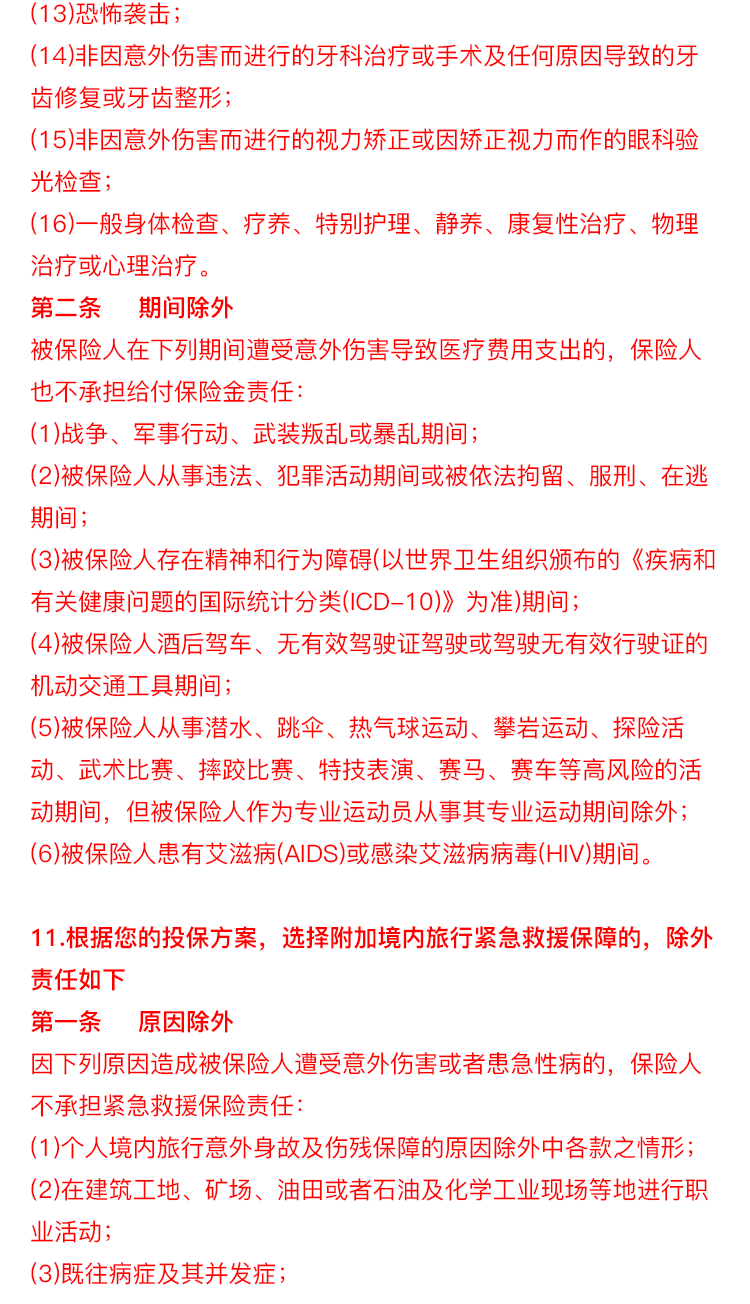 (13)恐怖袭击；
(14)非因意外伤害而进行的牙科治疗或手术及任何原因导致的牙
齿修复或牙齿整形；
(15)非因意外伤害而进行的视力矫正或因矫正视力而作的眼科验
光检查；
(16)一般身体检查、疗养、特别护理、静养、康复性治疗、物理
治疗或心理治疗。
第二条 期间除外
被保险人在下列期间遭受意外伤害导致医疗费用支出的，保险人
也不承担给付保险金责任：
(1)战争、军事行动、武装叛乱或暴乱期间；
(2)被保险人从事违法、犯罪活动期间或被依法拘留、服刑、在逃
期间；
(3)被保险人存在精神和行为障碍(以世界卫生组织颁布的《疾病和
有关健康问题的国际统计分类(ICD-10)》为准)期间；
(4)被保险人酒后驾车、无有效驾驶证驾驶或驾驶无有效行驶证的
机动交通工具期间；
(5)被保险人从事潜水、跳伞、热气球运动、攀岩运动、探险活
动、武术比赛、摔跤比赛、特技表演、赛马、赛车等高风险的活
动期间，但被保险人作为专业运动员从事其专业运动期间除外；
(6)被保险人患有艾滋病(AIDS)或感染艾滋病病毒(HIV)期间。
11.根据您的投保方案，选择附加境内旅行紧急救援保障的，除外
责任如下
第一条 原因除外
因下列原因造成被保险人遭受意外伤害或者患急性病的，保险人
不承担紧急救援保险责任：
(1)个人境内旅行意外身故及伤残保障的原因除外中各款之情形；
(2)在建筑工地、矿场、油田或者石油及化学工业现场等地进行职
业活动；
(3)既往病症及其并发症；